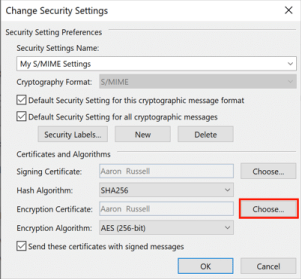 Change Security Settings
Security Setting Preferences
Security Settings Name:
My S/MIME Settings
Cryptography Format: S/MIME
Default Security Setting for this cryptographic message format
Default Security Setting for all cryptographic messages
Security Labels... New Delete
Certificates and Algorithms
Signing Certificate: Aaron Russell Choose...
Hash Algorithm: SHA256
Encryption Certificate: Aaron Russell Choose...
Encryption Algorithm: AES (256-bit)
Send these certificates with signed messages
OK Cancel